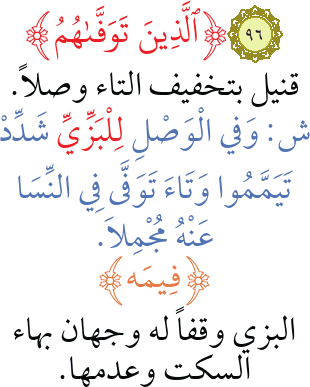 ٩٦ ﴿ٱلَّذِينَ تَوَفَّىٰهُمُ﴾
قنبل بتخفيف التاء وصلاً.
ش: وَفِي الْوَصْلِ لِلْبَزِّيِّ شَدِّدْ
تَيَمَّمُوا وَتَاءَ تَوَفَّى فِي النِّسَا
عَنْهُ مُجْمِلاَ.
﴿فِيمَه﴾
البزي وقفاً له وجهان بهاء
السكت وعدمها.